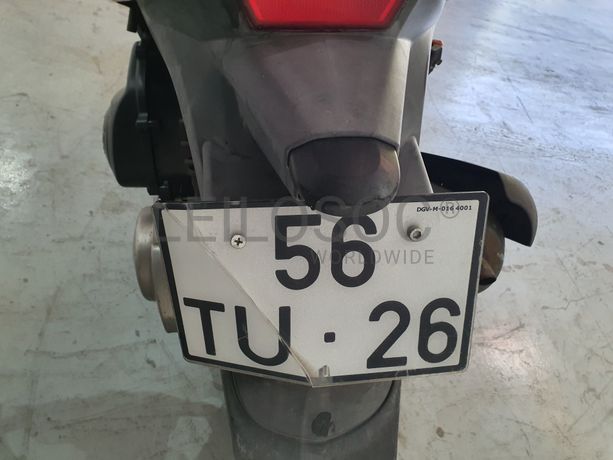 DGV-M-016 4001
LEILOSOC®
WORLDWIDE
56
TU · 26